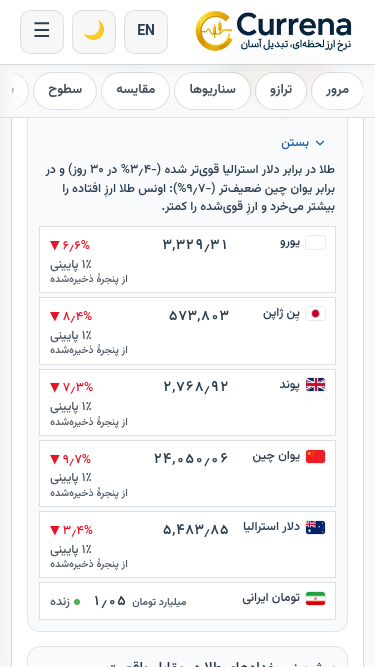 ☰
🌙
EN
Currena
نرخ ارز لحظه‌ای، تبدیل آسان
مرور
ترازو
سناریوها
مقایسه
سطوح
بستن
طلا در برابر دلار استرالیا قوی‌تر شده (-۳٫۴% در ۳۰ روز) و در
برابر یوان چین ضعیف‌تر (-۹٫۷%): اونس طلا ارزِ افتاده را
بیشتر می‌خرد و ارزِ قوی‌شده را کمتر.
یورو
۳,۳۲۹٫۳۱
▼ ۶٫۶%
۱٪ پایینی
از پنجرهٔ ذخیره‌شده
ین ژاپن
۵۷۳,۸۰۳
▼ ۸٫۴%
۱٪ پایینی
از پنجرهٔ ذخیره‌شده
پوند
۲,۷۶۸٫۹۲
▼ ۷٫۳%
۱٪ پایینی
از پنجرهٔ ذخیره‌شده
یوان چین
۲۴,۰۵۰٫۰۶
▼ ۹٫۷%
۱٪ پایینی
از پنجرهٔ ذخیره‌شده
دلار استرالیا
۵,۴۸۳٫۸۵
▼ ۳٫۴%
۱٪ پایینی
از پنجرهٔ ذخیره‌شده
تومان ایرانی
۱٫۰۵ میلیارد تومان
زنده